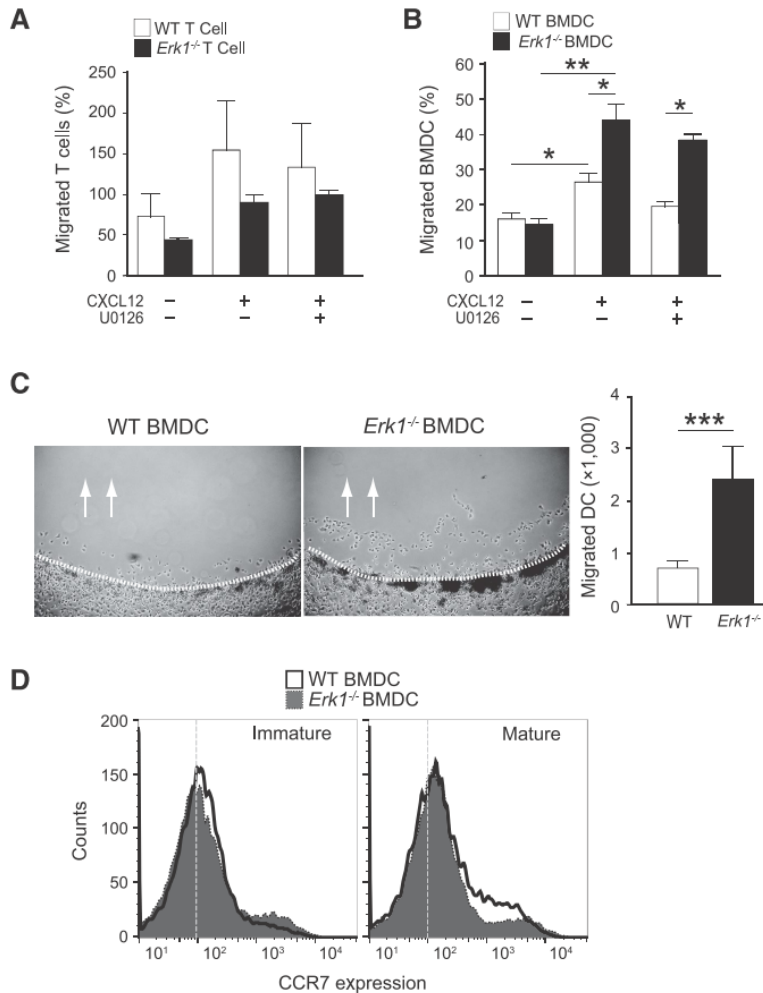 A
WT T Cell
Erk1-/- T Cell
Migrated T cells (%)
250
200
150
100
50
0
CXCL12 – + +
U0126 – – +
B
WT BMDC
Erk1-/- BMDC
Migrated BMDC (%)
60
50
40
30
20
10
0
**
*
*
*
CXCL12 – + +
U0126 – – +
C
WT BMDC
Erk1-/- BMDC
Migrated DC (×1,000)
4
3
2
1
0
***
WT Erk1-/-
D
WT BMDC
Erk1-/- BMDC
Counts
200
150
100
50
0
Immature
Mature
10¹ 10² 10³ 10⁴
10¹ 10² 10³ 10⁴
CCR7 expression